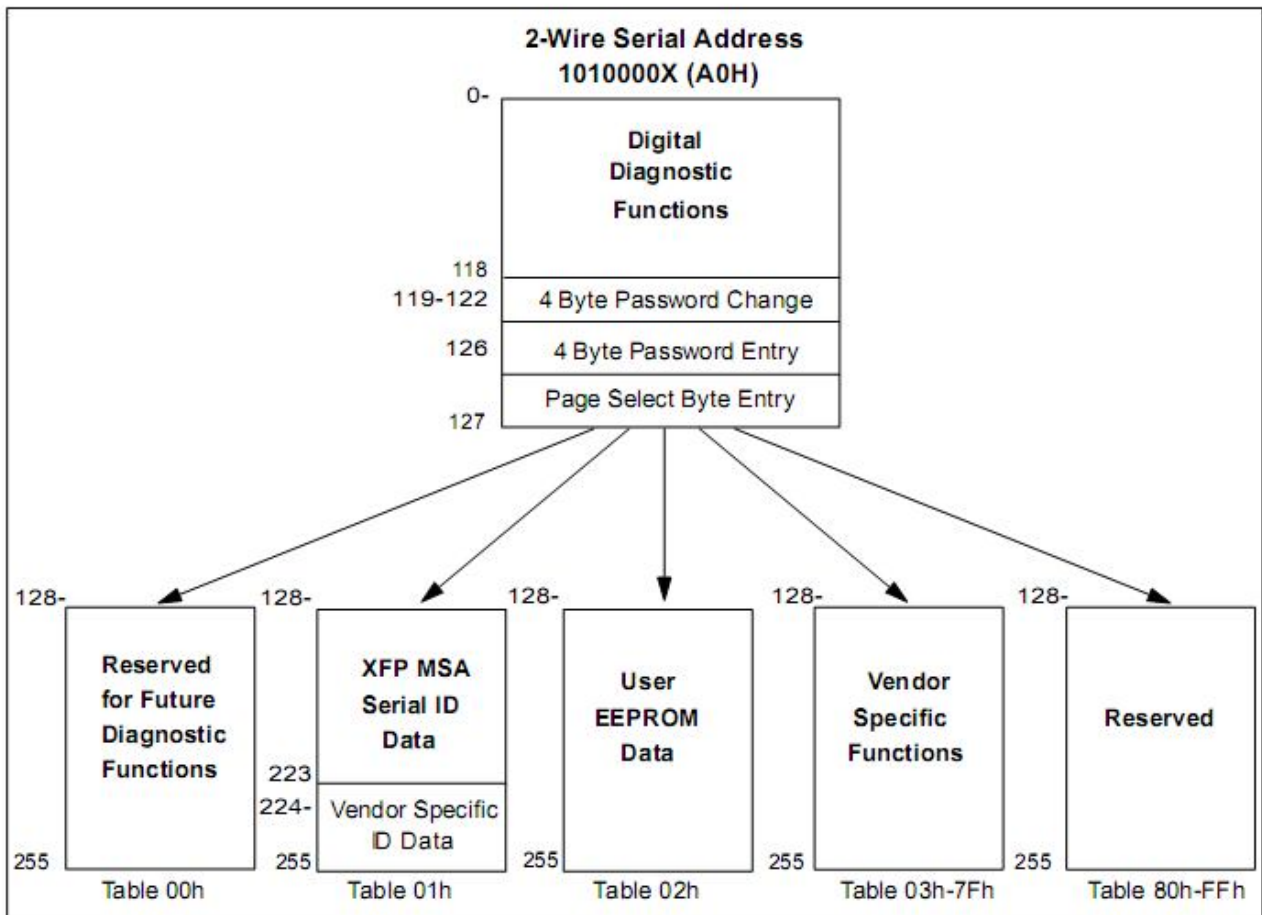 2-Wire Serial Address
1010000X (A0H)
0-
Digital
Diagnostic
Functions
118
119-122
4 Byte Password Change
126
4 Byte Password Entry
Page Select Byte Entry
127
128-
Reserved
for Future
Diagnostic
Functions
255
Table 00h
128-
XFP MSA
Serial ID
Data
223
224-
Vendor Specific
ID Data
255
Table 01h
128-
User
EEPROM
Data
255
Table 02h
128-
Vendor
Specific
Functions
255
Table 03h-7Fh
128-
Reserved
255
Table 80h-FFh